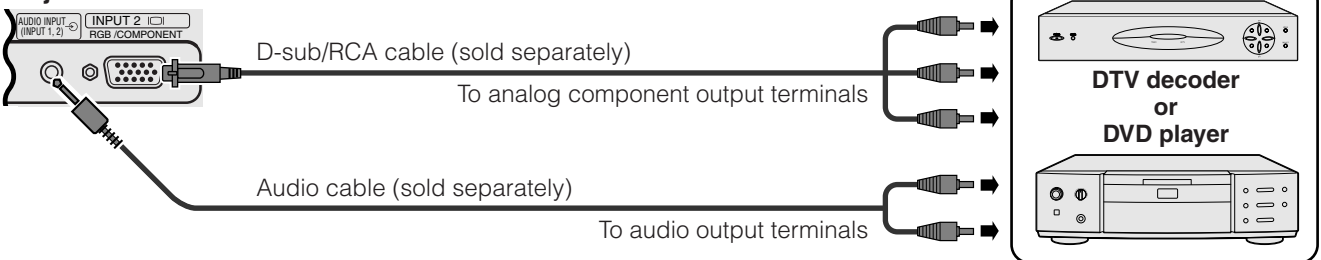 AUDIO INPUT
(INPUT 1, 2)
INPUT 2
RGB /COMPONENT
D-sub/RCA cable (sold separately)
To analog component output terminals
Audio cable (sold separately)
To audio output terminals
DTV decoder
or
DVD player